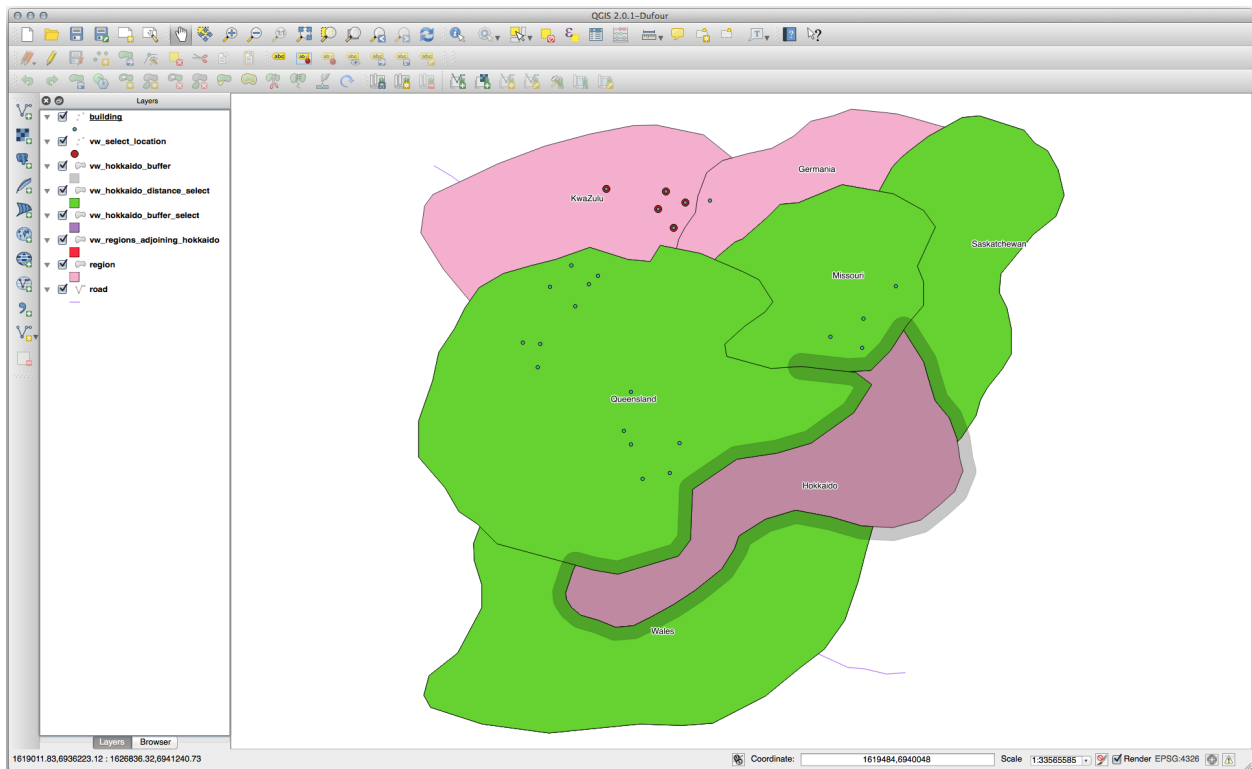 QGIS 2.0.1-Dufour
Layers
building
vw_select_location
vw_hokkaido_buffer
vw_hokkaido_distance_select
vw_hokkaido_buffer_select
vw_regions_adjoining_hokkaido
region
road
Germania
KwaZulu
Saskatchewan
Missouri
Queensland
Hokkaido
Wales
Layers Browser
1619011.83,6936223.12 : 1626836.32,6941240.73 Coordinate: 1619484,6940048 Scale 1:33565585 Render EPSG:4326